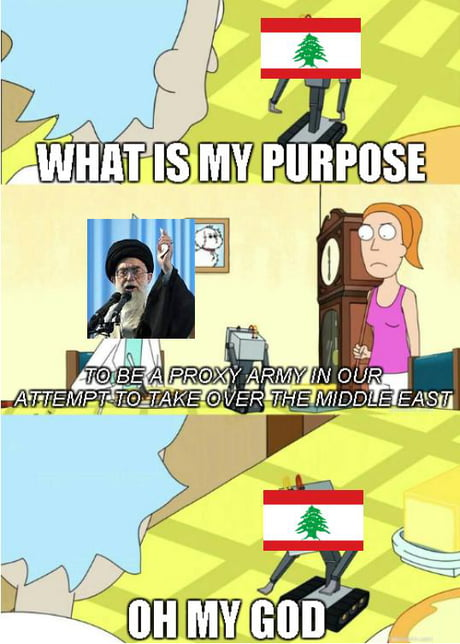 WHAT IS MY PURPOSE
TO BE A PROXY ARMY IN OUR
ATTEMPT TO TAKE OVER THE MIDDLE EAST
OH MY GOD